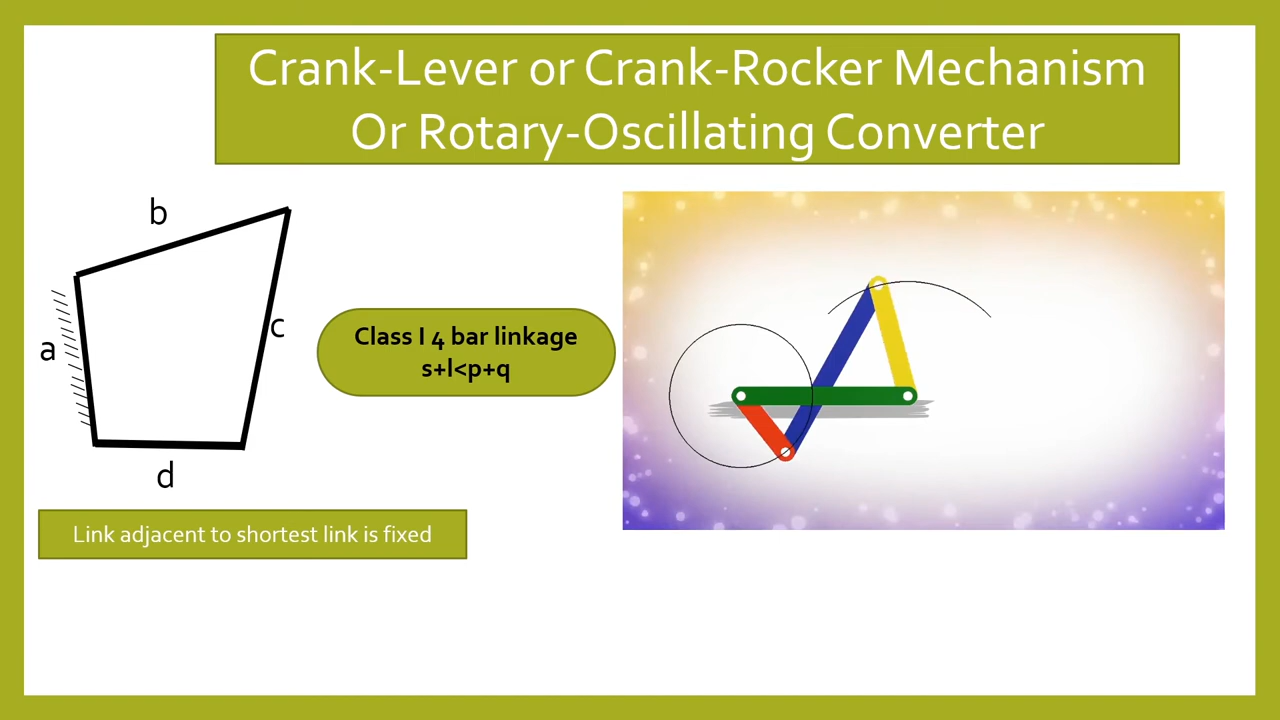 Crank-Lever or Crank-Rocker Mechanism
Or Rotary-Oscillating Converter
b
a
c
d
Class I 4 bar linkage
s+l<p+q
Link adjacent to shortest link is fixed